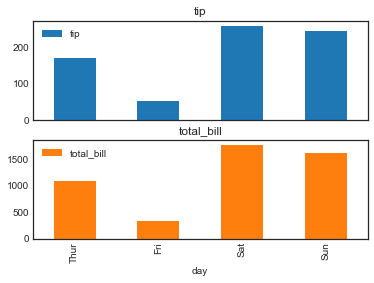 tip
tip
200
100
0
total_bill
total_bill
1500
1000
500
0
Thur
Fri
Sat
Sun
day